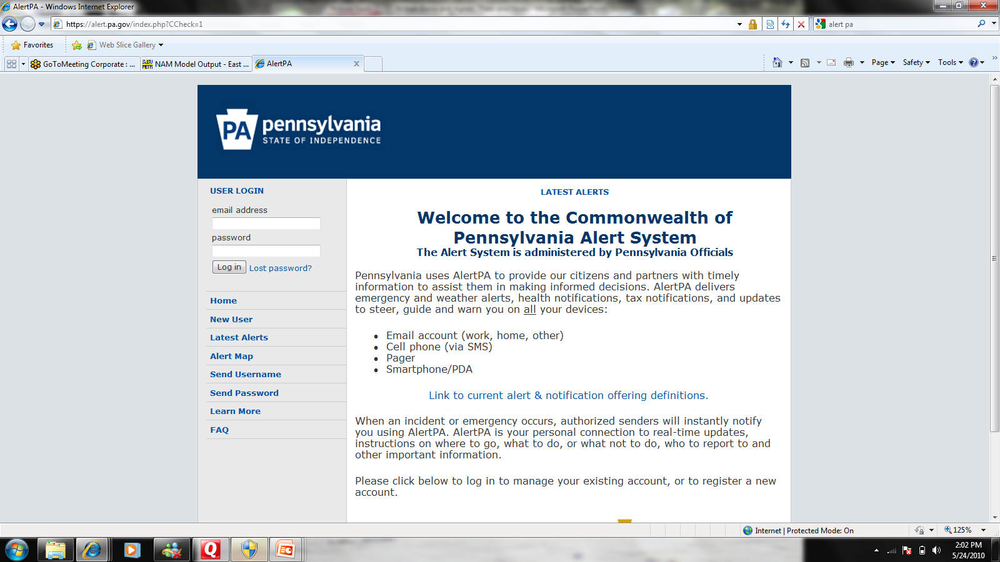 AlertPA - Windows Internet Explorer
https://alert.pa.gov/index.php?CCheck=1
alert pa
Favorites
Web Slice Gallery
GoToMeeting Corporate : ...
SJSU METR
NAM Model Output - East ...
AlertPA
Page
Safety
Tools
PA
pennsylvania
STATE OF INDEPENDENCE
USER LOGIN
email address
password
Log in
Lost password?
Home
New User
Latest Alerts
Alert Map
Send Username
Send Password
Learn More
FAQ
LATEST ALERTS
Welcome to the Commonwealth of
Pennsylvania Alert System
The Alert System is administered by Pennsylvania Officials
Pennsylvania uses AlertPA to provide our citizens and partners with timely
information to assist them in making informed decisions. AlertPA delivers
emergency and weather alerts, health notifications, tax notifications, and updates
to steer, guide and warn you on all your devices:
• Email account (work, home, other)
• Cell phone (via SMS)
• Pager
• Smartphone/PDA
Link to current alert & notification offering definitions.
When an incident or emergency occurs, authorized senders will instantly notify
you using AlertPA. AlertPA is your personal connection to real-time updates,
instructions on where to go, what to do, or what not to do, who to report to and
other important information.
Please click below to log in to manage your existing account, or to register a new
account.
Internet | Protected Mode: On
125%
Q
2:02 PM
5/24/2010